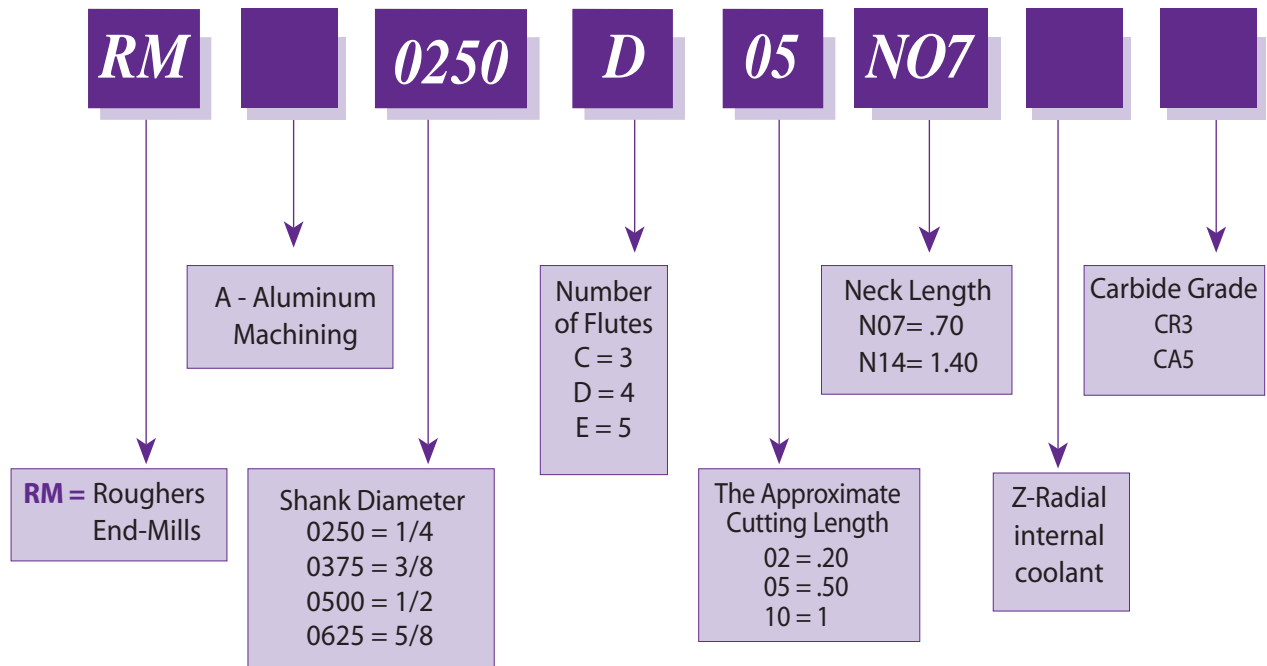 RM 0250 D 05 NO7
A - Aluminum
Machining
Number
of Flutes
C = 3
D = 4
E = 5
Neck Length
N07= .70
N14= 1.40
Carbide Grade
CR3
CA5
RM = Roughers
End-Mills
Shank Diameter
0250 = 1/4
0375 = 3/8
0500 = 1/2
0625 = 5/8
The Approximate
Cutting Length
02 = .20
05 = .50
10 = 1
Z-Radial
internal
coolant